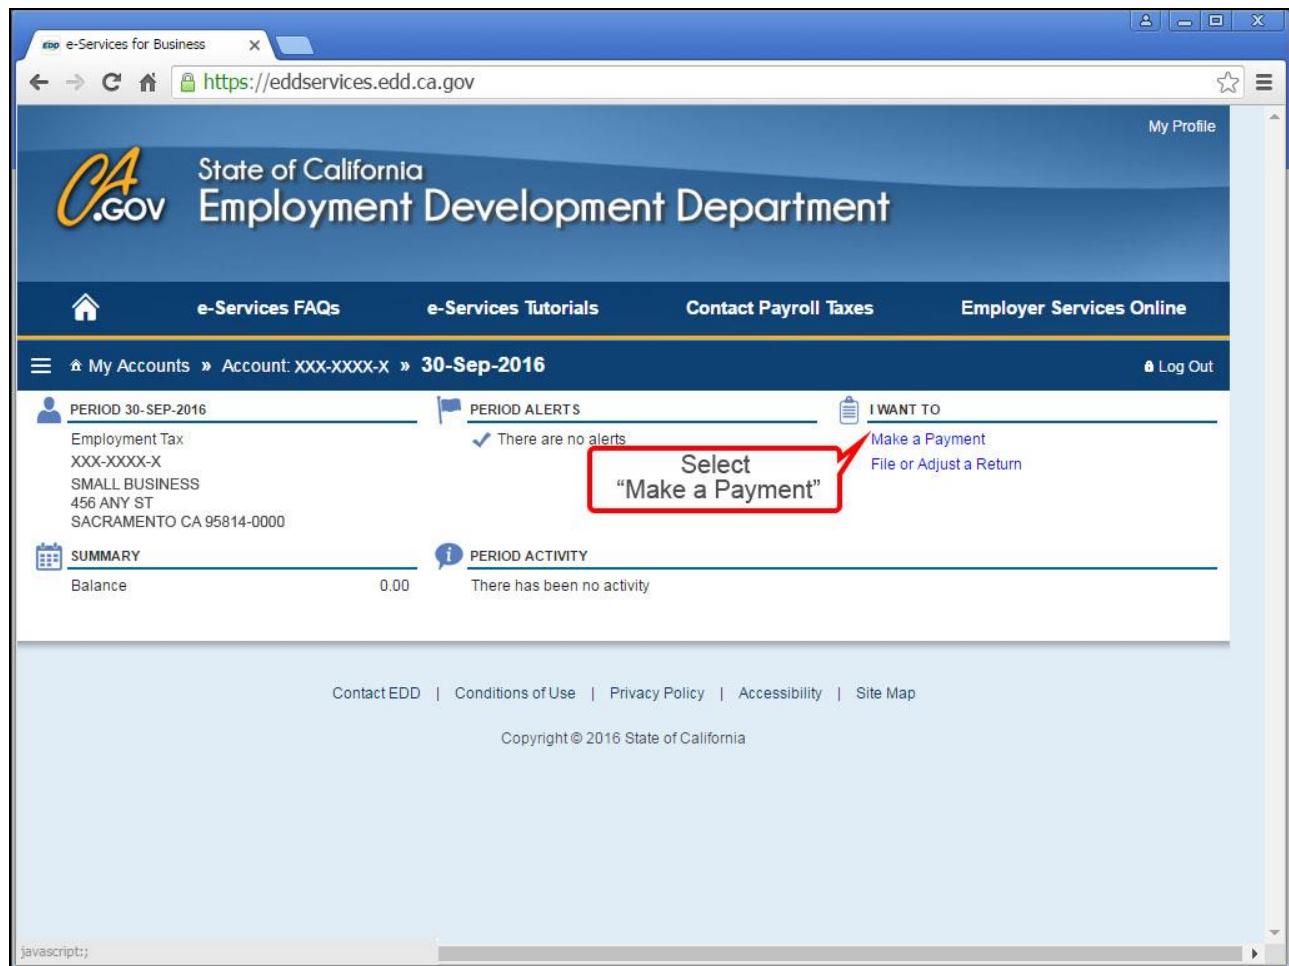 EDD e-Services for Business
https://eddservices.edd.ca.gov
My Profile
CA.GOV
State of California
Employment Development Department
e-Services FAQs e-Services Tutorials Contact Payroll Taxes Employer Services Online
My Accounts » Account: XXX-XXXX-X » 30-Sep-2016 Log Out
PERIOD 30-SEP-2016
Employment Tax
XXX-XXXX-X
SMALL BUSINESS
456 ANY ST
SACRAMENTO CA 95814-0000
PERIOD ALERTS
There are no alerts
Select
“Make a Payment”
I WANT TO
Make a Payment
File or Adjust a Return
SUMMARY
Balance 0.00
PERIOD ACTIVITY
There has been no activity
Contact EDD | Conditions of Use | Privacy Policy | Accessibility | Site Map
Copyright © 2016 State of California
javascript:;